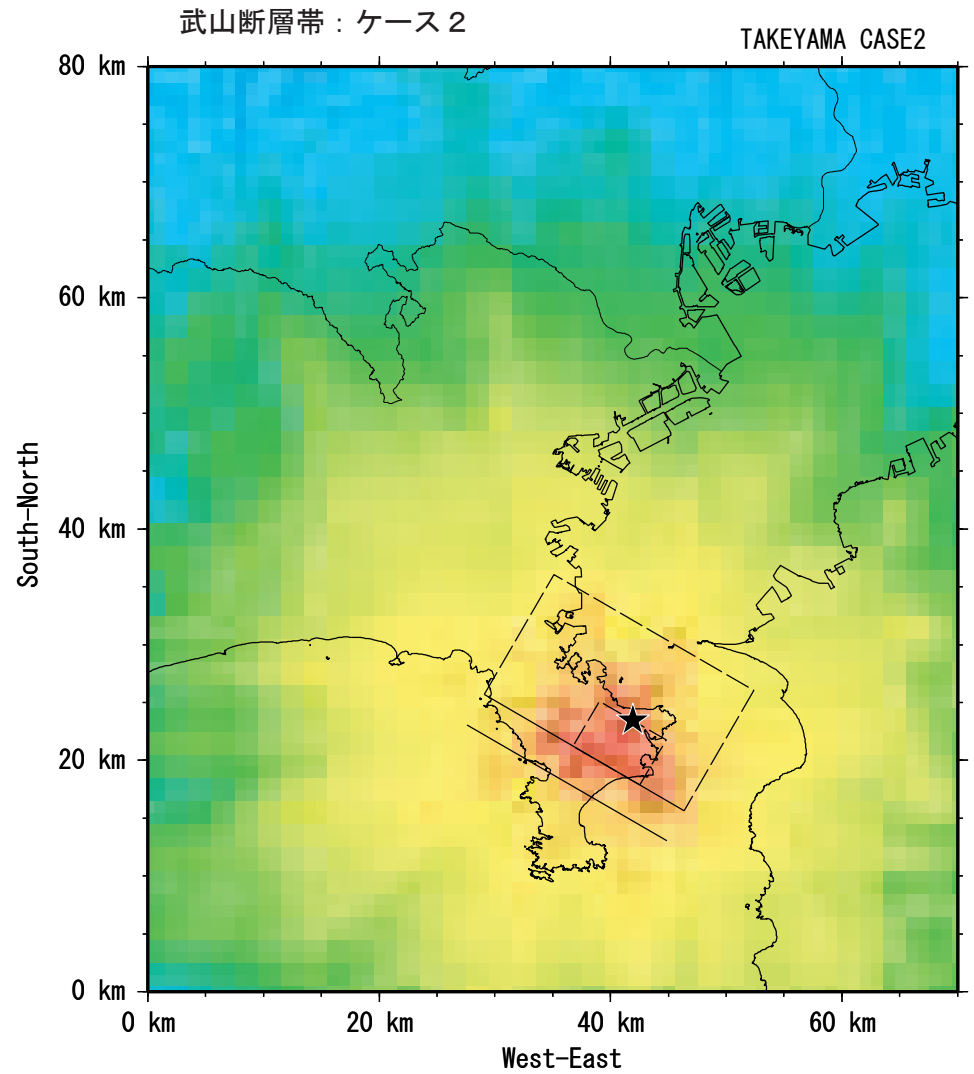 武山断層帯：ケース２
TAKEYAMA CASE2
80 km
60 km
40 km
20 km
0 km
South-North
0 km
20 km
40 km
60 km
West-East